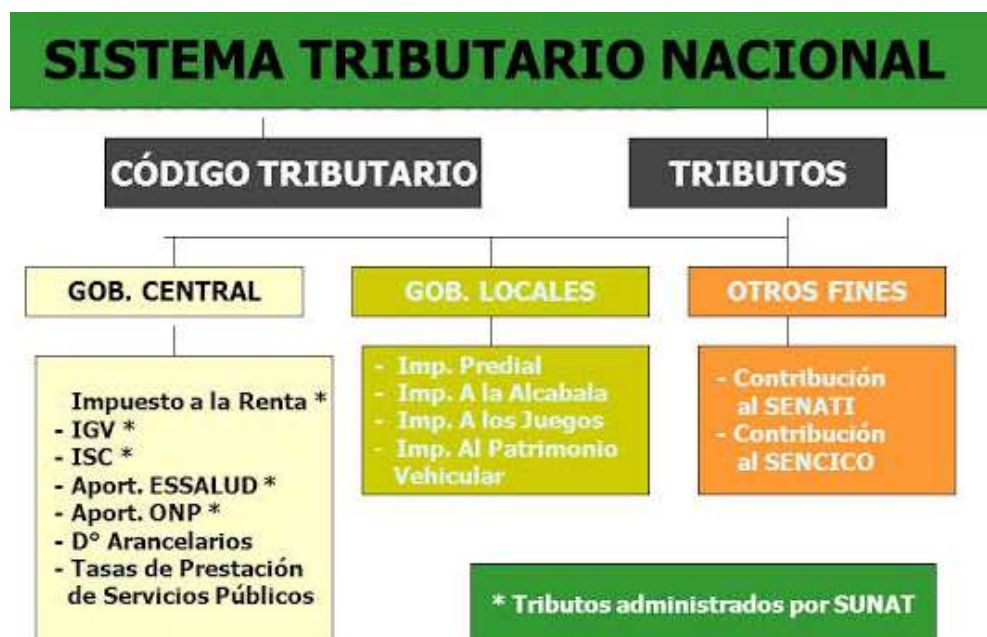 SISTEMA TRIBUTARIO NACIONAL
CÓDIGO TRIBUTARIO
TRIBUTOS
GOB. CENTRAL
GOB. LOCALES
OTROS FINES
Impuesto a la Renta *
- IGV *
- ISC *
- Aport. ESSALUD *
- Aport. ONP *
- D° Arancelarios
- Tasas de Prestación
de Servicios Públicos
- Imp. Predial
- Imp. A la Alcabala
- Imp. A los Juegos
- Imp. Al Patrimonio
Vehicular
- Contribución
al SENATI
- Contribución
al SENCICO
* Tributos administrados por SUNAT